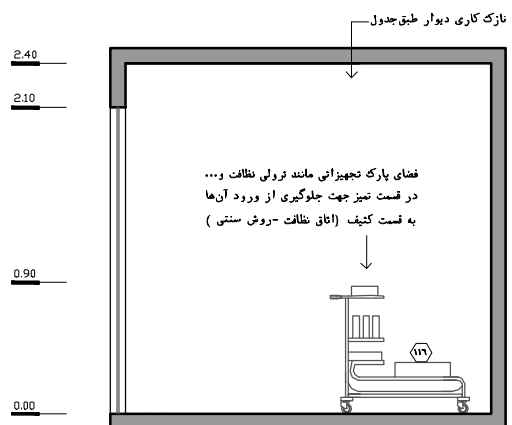 نازک کاری دیوار طبق جدول
2.40
2.10
فضای پارک تجهیزاتی مانند ترولی نظافت و...
در قسمت تمیز جهت جلوگیری از ورود آن‌ها
به قسمت کثیف (اتاق نظافت -روش سنتی )
0.90
۱۱۶
0.00